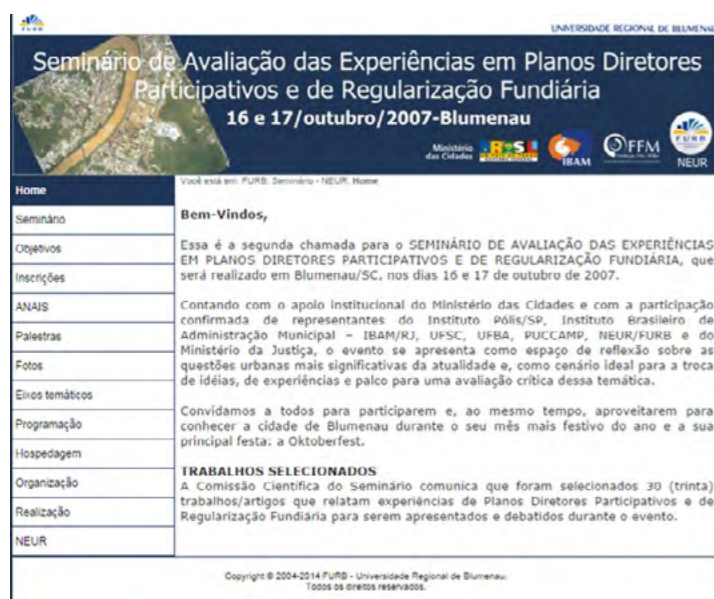 FURB
UNIVERSIDADE REGIONAL DE BLUMENAU
Seminário de Avaliação das Experiências em Planos Diretores
Participativos e de Regularização Fundiária
16 e 17/outubro/2007-Blumenau
Ministério
das Cidades
BRASIL
IBAM
FFM
FURB
NEUR
Home
Você está em: FURB: Seminário - NEUR: Home
Seminário
Objetivos
Inscrições
ANAIS
Palestras
Fotos
Eixos temáticos
Programação
Hospedagem
Organização
Realização
NEUR
Bem-Vindos,
Essa é a segunda chamada para o SEMINÁRIO DE AVALIAÇÃO DAS EXPERIÊNCIAS
EM PLANOS DIRETORES PARTICIPATIVOS E DE REGULARIZAÇÃO FUNDIÁRIA, que
será realizado em Blumenau/SC, nos dias 16 e 17 de outubro de 2007.
Contando com o apoio institucional do Ministério das Cidades e com a participação
confirmada de representantes do Instituto Pólis/SP, Instituto Brasileiro de
Administração Municipal – IBAM/RJ, UFSC, UFBA, PUCCAMP, NEUR/FURB e do
Ministério da Justiça, o evento se apresenta como espaço de reflexão sobre as
questões urbanas mais significativas da atualidade e, como cenário ideal para a troca
de idéias, de experiências e palco para uma avaliação crítica dessa temática.
Convidamos a todos para participarem e, ao mesmo tempo, aproveitarem para
conhecer a cidade de Blumenau durante o seu mês mais festivo do ano e a sua
principal festa: a Oktoberfest.
TRABALHOS SELECIONADOS
A Comissão Científica do Seminário comunica que foram selecionados 30 (trinta)
trabalhos/artigos que relatam experiências de Planos Diretores Participativos e de
Regularização Fundiária para serem apresentados e debatidos durante o evento.
Copyright © 2004-2014 FURB - Universidade Regional de Blumenau.
Todos os direitos reservados.